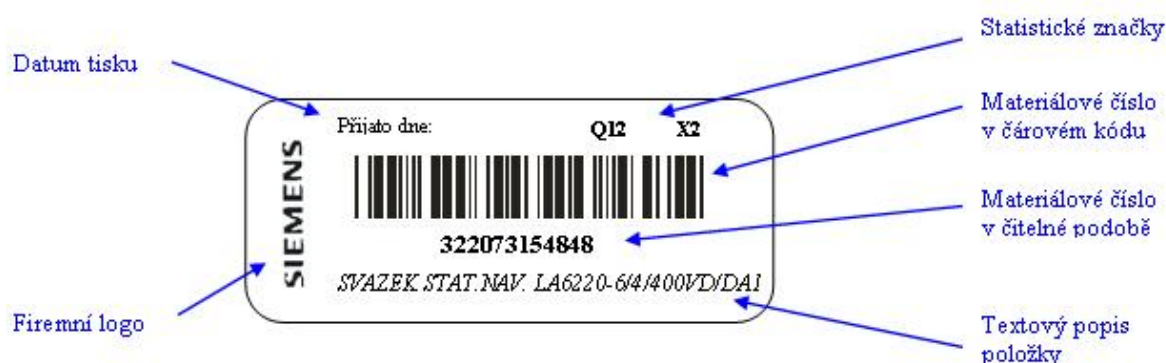 Statistické značky
Datum tisku
Přijato dne: Q12 X2
Materiálové číslo
v čárovém kódu
SIEMENS
322073154848
Materiálové číslo
v čitelné podobě
SVAZEK STAT.NAV. LA6220-6/4/400VD/DA1
Firemní logo
Textový popis
položky